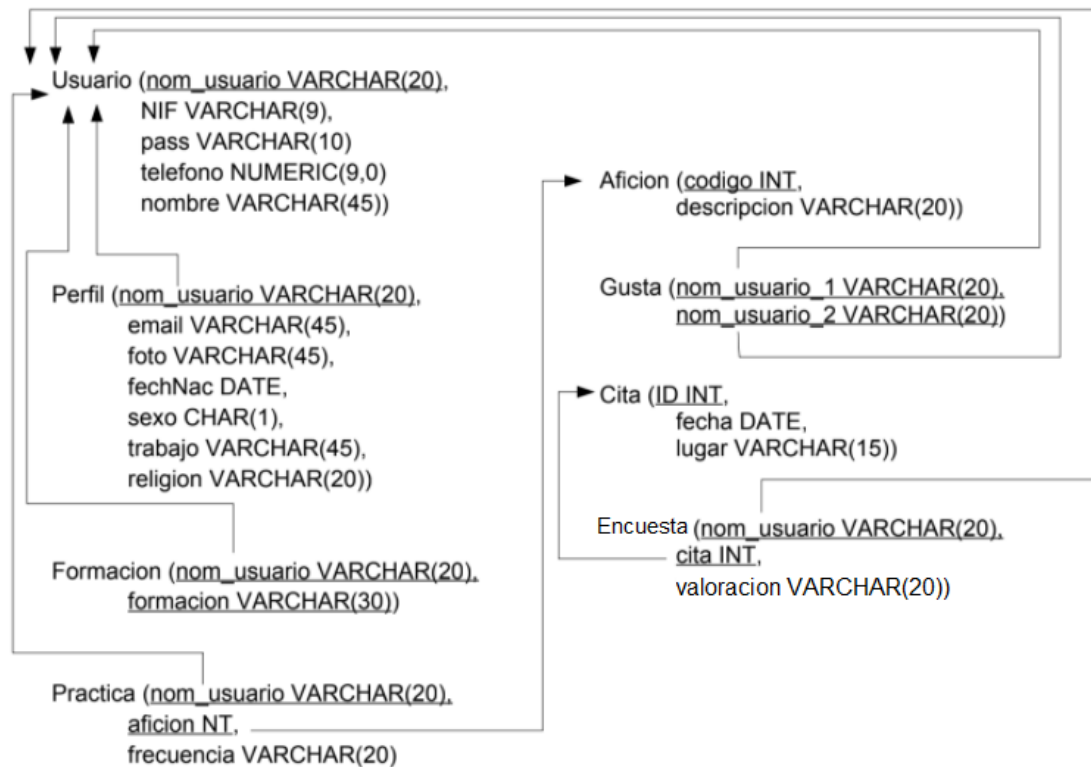 Usuario (nom_usuario VARCHAR(20),
NIF VARCHAR(9),
pass VARCHAR(10)
telefono NUMERIC(9,0)
nombre VARCHAR(45))
Perfil (nom_usuario VARCHAR(20),
email VARCHAR(45),
foto VARCHAR(45),
fechNac DATE,
sexo CHAR(1),
trabajo VARCHAR(45),
religion VARCHAR(20))
Formacion (nom_usuario VARCHAR(20),
formacion VARCHAR(30))
Practica (nom_usuario VARCHAR(20),
aficion NT,
frecuencia VARCHAR(20)
Aficion (codigo INT,
descripcion VARCHAR(20))
Gusta (nom_usuario_1 VARCHAR(20),
nom_usuario_2 VARCHAR(20))
Cita (ID INT,
fecha DATE,
lugar VARCHAR(15))
Encuesta (nom_usuario VARCHAR(20),
cita INT,
valoracion VARCHAR(20))